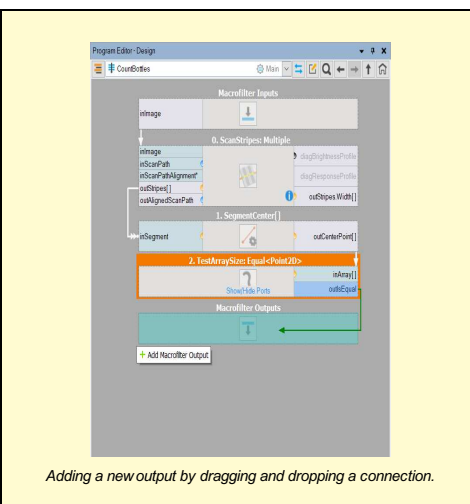 Program Editor - Design
CountBottles Main
Macrofilter Inputs
inImage
0. ScanStripes: Multiple
inImage diagBrightnessProfile
inScanPath diagResponseProfile
inScanPathAlignment*
outStripes[] outStripes.Width[]
outAlignedScanPath
1. SegmentCenter[]
inSegment outCenterPoint[]
2. TestArraySize: Equal<Point2D>
inArray[]
Show/Hide Ports outIsEqual
Macrofilter Outputs
+ Add Macrofilter Output
Adding a new output by dragging and dropping a connection.